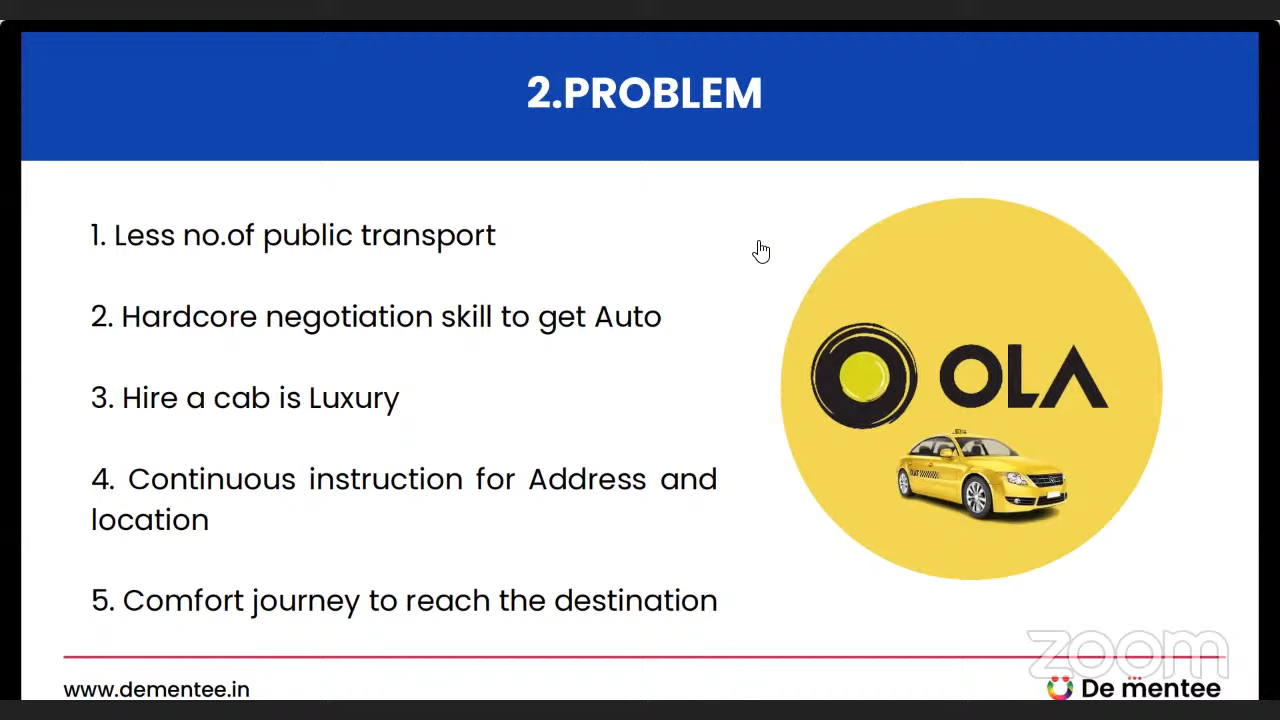 2.PROBLEM
1. Less no.of public transport
2. Hardcore negotiation skill to get Auto
3. Hire a cab is Luxury
4. Continuous instruction for Address and
location
5. Comfort journey to reach the destination
OLA
zoom
www.dementee.in
De mentee